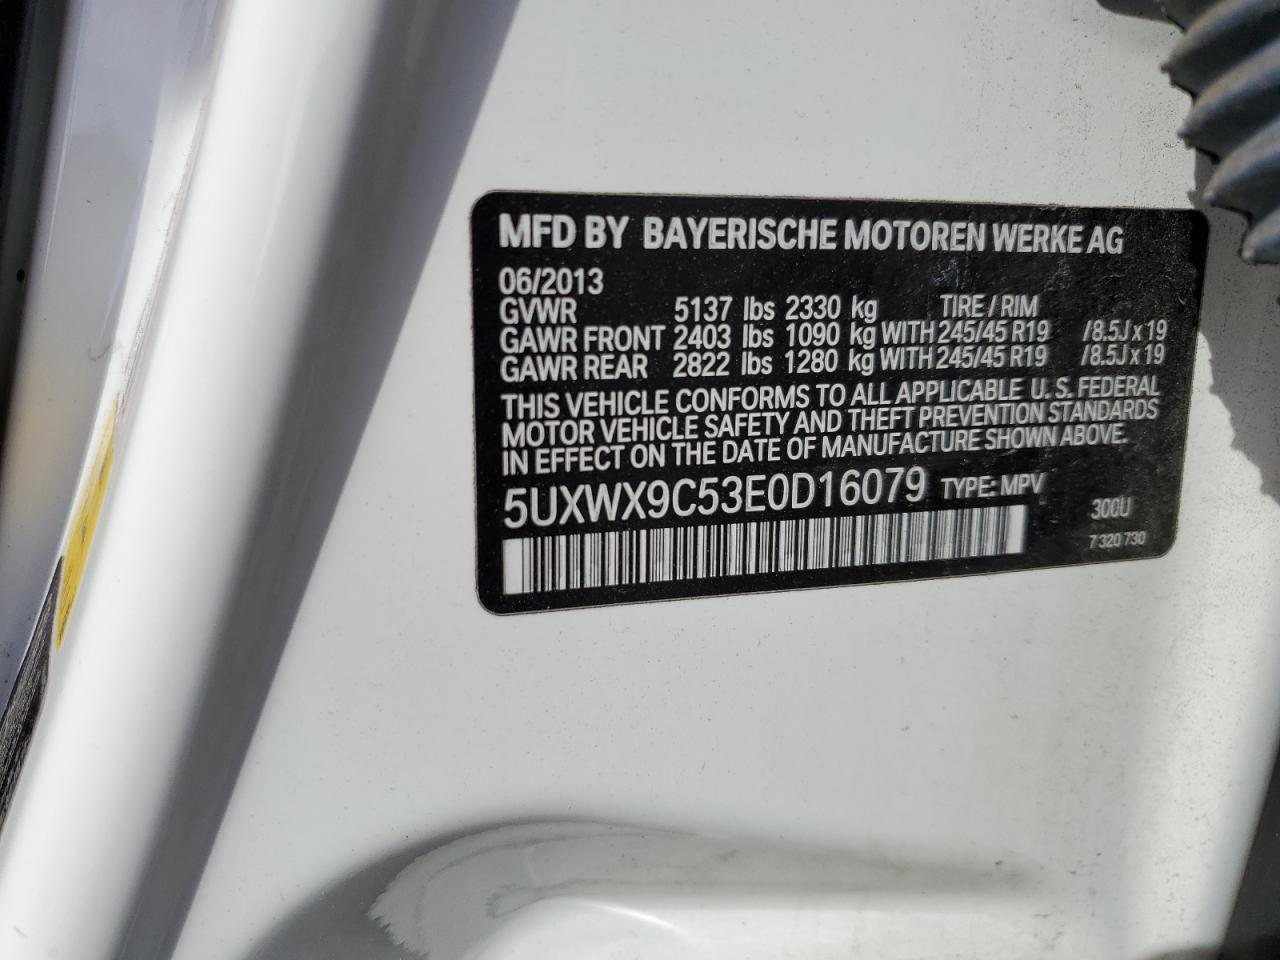 MFD BY BAYERISCHE MOTOREN WERKE AG
06/2013
GVWR 5137 lbs 2330 kg TIRE / RIM
GAWR FRONT 2403 lbs 1090 kg WITH 245/45 R19 /8.5J x 19
GAWR REAR 2822 lbs 1280 kg WITH 245/45 R19 /8.5J x 19
THIS VEHICLE CONFORMS TO ALL APPLICABLE U.S. FEDERAL
MOTOR VEHICLE SAFETY AND THEFT PREVENTION STANDARDS
IN EFFECT ON THE DATE OF MANUFACTURE SHOWN ABOVE.
5UXWX9C53E0D16079 TYPE: MPV
300U
7 320 730